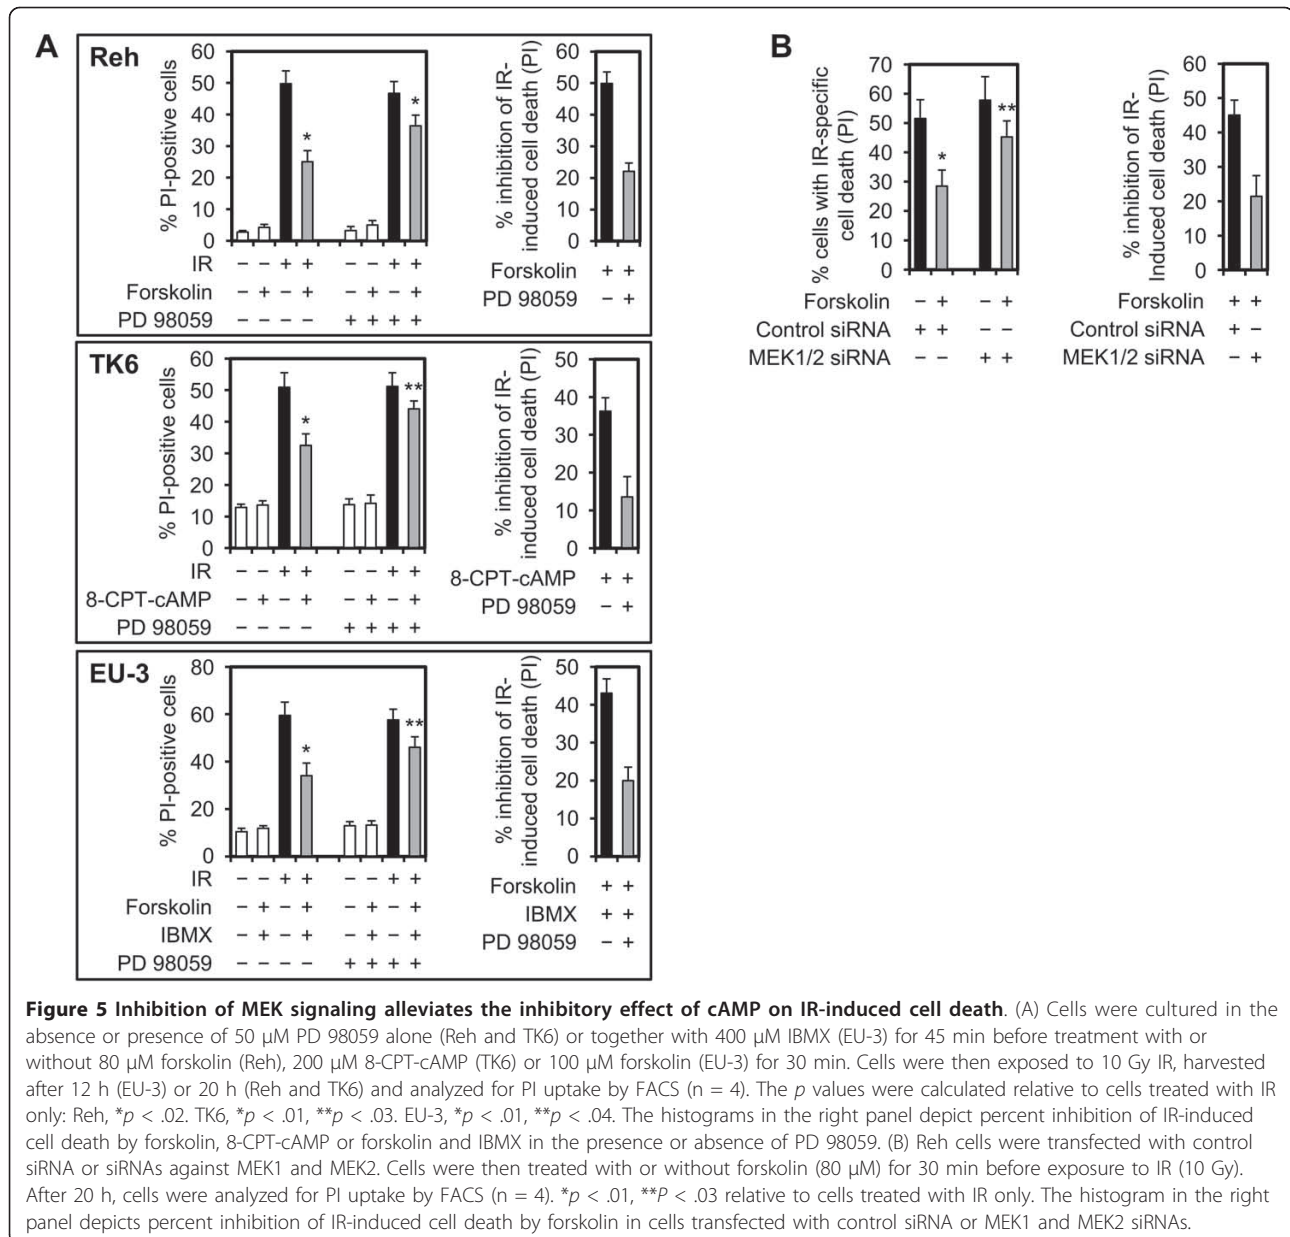 A
Reh
% PI-positive cells
60
50
40
30
20
10
0
IR – – + + – – + +
Forskolin – + – + – + – +
PD 98059 – – – – + + + +
% inhibition of IR-
induced cell death (PI)
60
50
40
30
20
10
0
* *
Forskolin + +
PD 98059 – +
TK6
% PI-positive cells
60
50
40
30
20
10
0
* **
IR – – + + – – + +
8-CPT-cAMP – + – + – + – +
PD 98059 – – – – + + + +
% inhibition of IR-
induced cell death (PI)
50
40
30
20
10
0
8-CPT-cAMP + +
PD 98059 – +
EU-3
% PI-positive cells
80
60
40
20
0
* **
IR – – + + – – + +
Forskolin – + – + – + – +
IBMX – + – + – + – +
PD 98059 – – – – + + + +
% inhibition of IR-
induced cell death (PI)
50
40
30
20
10
0
Forskolin + +
IBMX + +
PD 98059 – +
B
% cells with IR-specific
cell death (PI)
70
60
50
40
30
20
10
0
* **
Forskolin – + – +
Control siRNA + + – –
MEK1/2 siRNA – – + +
% inhibition of IR-
Induced cell death (PI)
60
50
40
30
20
10
0
Forskolin + +
Control siRNA + –
MEK1/2 siRNA – +
Figure 5 Inhibition of MEK signaling alleviates the inhibitory effect of cAMP on IR-induced cell death. (A) Cells were cultured in the
absence or presence of 50 μM PD 98059 alone (Reh and TK6) or together with 400 μM IBMX (EU-3) for 45 min before treatment with or
without 80 μM forskolin (Reh), 200 μM 8-CPT-cAMP (TK6) or 100 μM forskolin (EU-3) for 30 min. Cells were then exposed to 10 Gy IR, harvested
after 12 h (EU-3) or 20 h (Reh and TK6) and analyzed for PI uptake by FACS (n = 4). The p values were calculated relative to cells treated with IR
only: Reh, *p < .02. TK6, *p < .01, **p < .03. EU-3, *p < .01, **p < .04. The histograms in the right panel depict percent inhibition of IR-induced
cell death by forskolin, 8-CPT-cAMP or forskolin and IBMX in the presence or absence of PD 98059. (B) Reh cells were transfected with control
siRNA or siRNAs against MEK1 and MEK2. Cells were then treated with or without forskolin (80 μM) for 30 min before exposure to IR (10 Gy).
After 20 h, cells were analyzed for PI uptake by FACS (n = 4). *p < .01, **P < .03 relative to cells treated with IR only. The histogram in the right
panel depicts percent inhibition of IR-induced cell death by forskolin in cells transfected with control siRNA or MEK1 and MEK2 siRNAs.